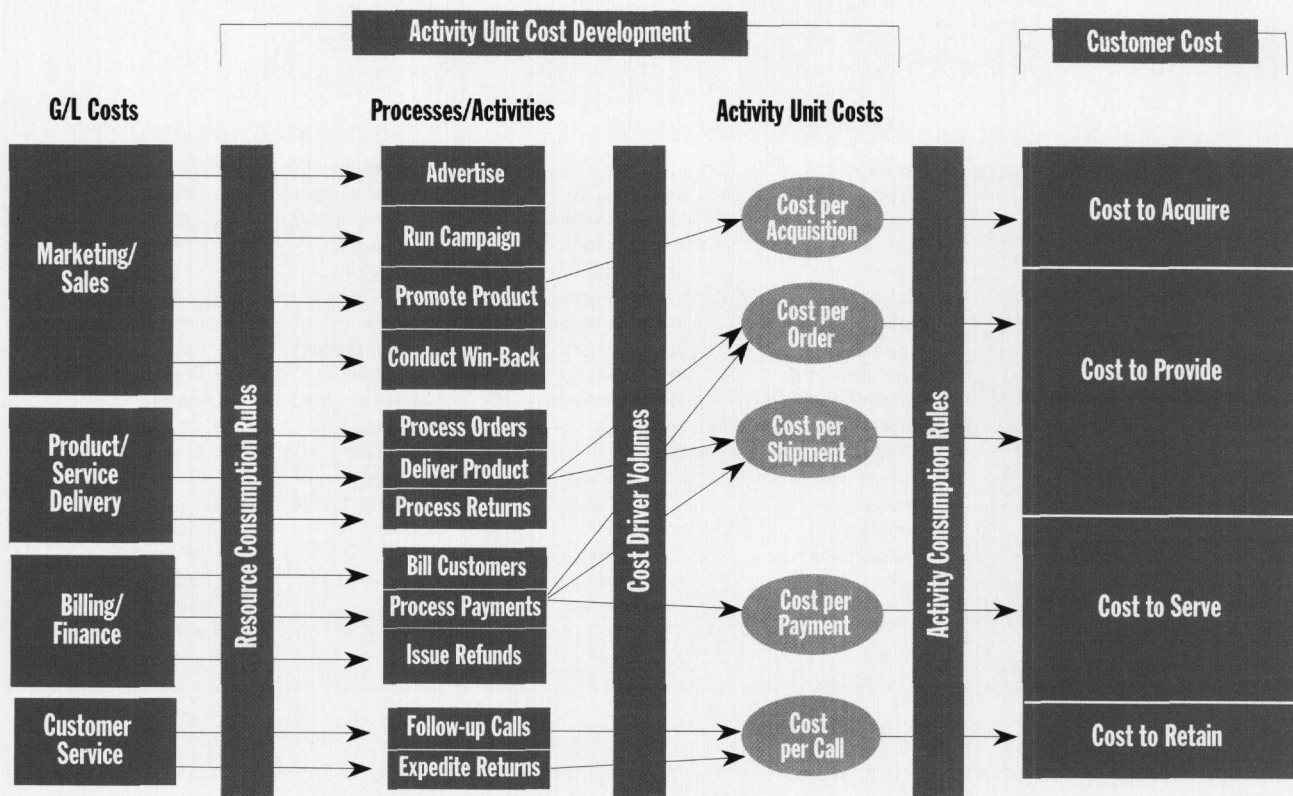 Activity Unit Cost Development
Customer Cost
G/L Costs
Processes/Activities
Activity Unit Costs
Marketing/
Sales
Product/
Service
Delivery
Billing/
Finance
Customer
Service
Resource Consumption Rules
Advertise
Run Campaign
Promote Product
Conduct Win-Back
Process Orders
Deliver Product
Process Returns
Bill Customers
Process Payments
Issue Refunds
Follow-up Calls
Expedite Returns
Cost Driver Volumes
Cost per
Acquisition
Cost per
Order
Cost per
Shipment
Cost per
Payment
Cost
per Call
Activity Consumption Rules
Cost to Acquire
Cost to Provide
Cost to Serve
Cost to Retain